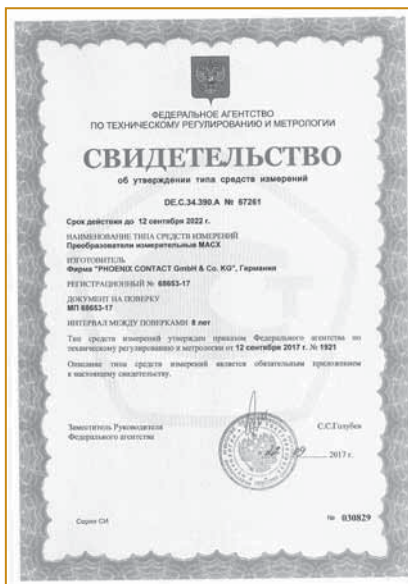 ФЕДЕРАЛЬНОЕ АГЕНТСТВО
ПО ТЕХНИЧЕСКОМУ РЕГУЛИРОВАНИЮ И МЕТРОЛОГИИ
СВИДЕТЕЛЬСТВО
об утверждении типа средств измерений
DE.C.34.390.A № 67261
Срок действия до 12 сентября 2022 г.
НАИМЕНОВАНИЕ ТИПА СРЕДСТВ ИЗМЕРЕНИЙ
Преобразователи измерительные MACX
ИЗГОТОВИТЕЛЬ
Фирма "PHOENIX CONTACT GmbH & Co. KG", Германия
РЕГИСТРАЦИОННЫЙ № 68653-17
ДОКУМЕНТ НА ПОВЕРКУ
МП 68653-17
ИНТЕРВАЛ МЕЖДУ ПОВЕРКАМИ 8 лет
Тип средств измерений утвержден приказом Федерального агентства по
техническому регулированию и метрологии от 12 сентября 2017 г. № 1921
Описание типа средств измерений является обязательным приложением
к настоящему свидетельству.
Заместитель Руководителя
Федерального агентства
С.С.Голубев
09 2017 г.
Серия СИ
№ 030829